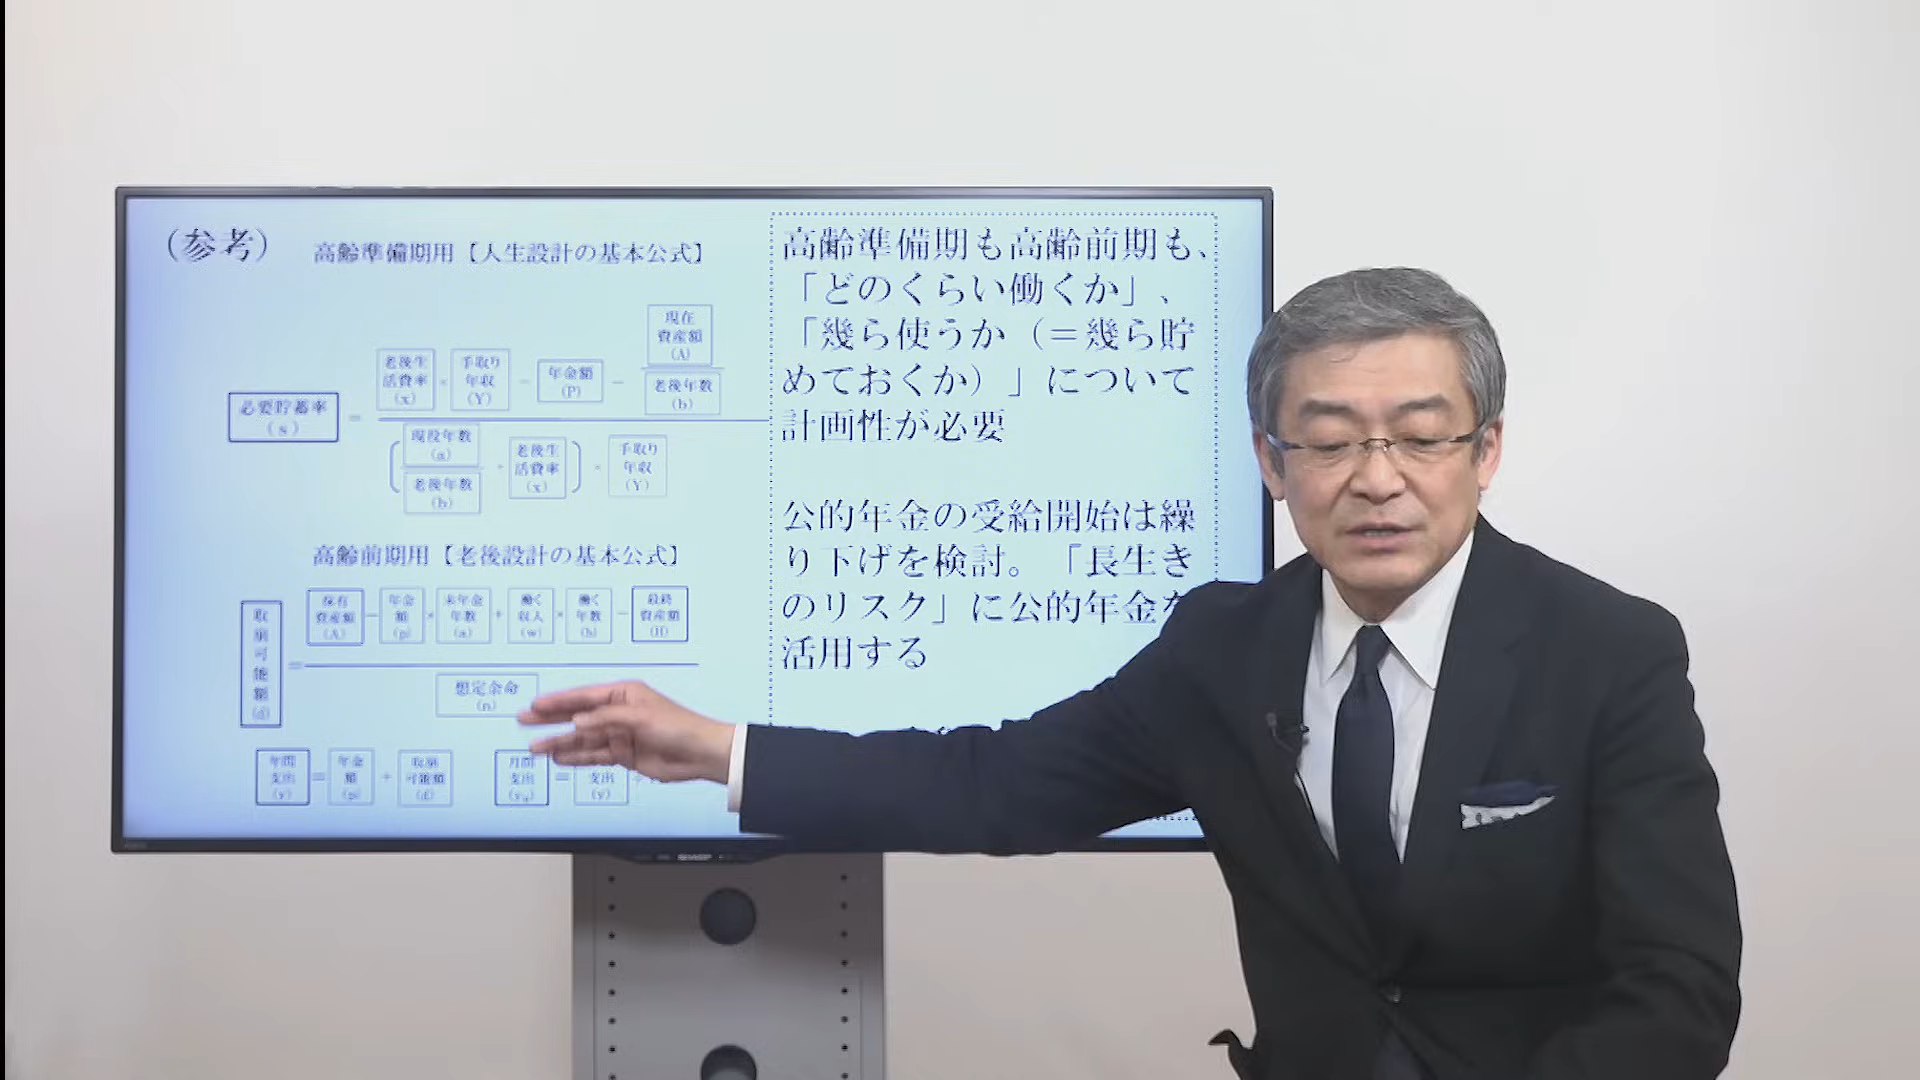 (参考)
高齢準備期用【人生設計の基本公式】
現在
資産額
(A)
老後年数
(b)
老後生
活費率
(x)
×
手取り
年収
(Y)
－
年金額
(P)
－
必要貯蓄率
(s)
＝
現役年数
(a)
老後年数
(b)
+
老後生
活費率
(x)
×
手取り
年収
(Y)
高齢前期用【老後設計の基本公式】
取
崩
可
能
額
(d)
＝
保有
資産額
(A)
－
年金
額
(p)
×
未年金
年数
(a)
+
働く
収入
(w)
×
働く
年数
(b)
－
最終
資産額
(H)
想定余命
(n)
年間
支出
(y)
＝
年金
額
(p)
+
取崩
可能額
(d)
月間
支出
＝
支出
(y)
高齢準備期も高齢前期も、
「どのくらい働くか」、
「幾ら使うか（＝幾ら貯
めておくか）」について
計画性が必要
公的年金の受給開始は繰
り下げを検討。「長生き
のリスク」に公的年金を
活用する
SHARP